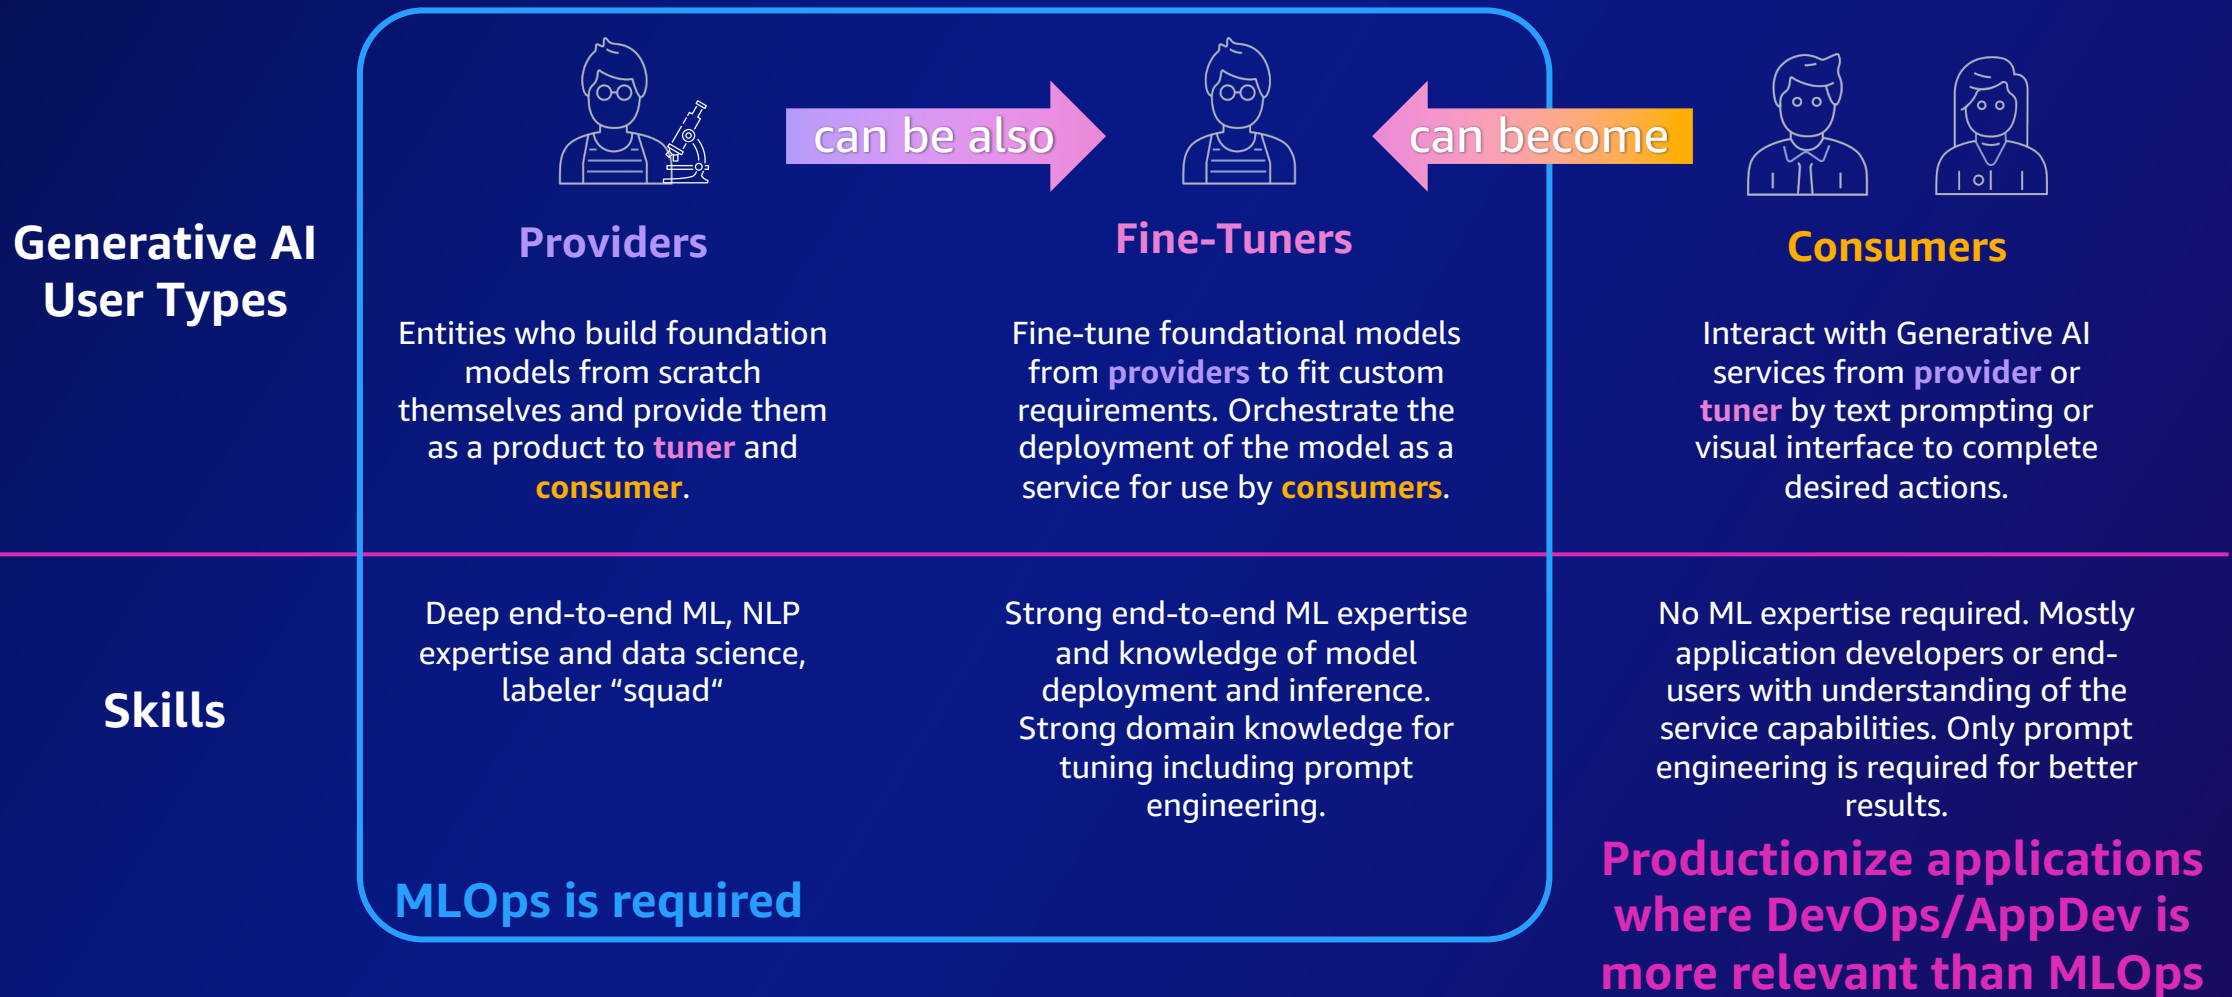 can be also
can become
Generative AI
User Types
Providers
Fine-Tuners
Consumers
Entities who build foundation
models from scratch
themselves and provide them
as a product to tuner and
consumer.
Fine-tune foundational models
from providers to fit custom
requirements. Orchestrate the
deployment of the model as a
service for use by consumers.
Interact with Generative AI
services from provider or
tuner by text prompting or
visual interface to complete
desired actions.
Skills
Deep end-to-end ML, NLP
expertise and data science,
labeler “squad“
Strong end-to-end ML expertise
and knowledge of model
deployment and inference.
Strong domain knowledge for
tuning including prompt
engineering.
No ML expertise required. Mostly
application developers or end-
users with understanding of the
service capabilities. Only prompt
engineering is required for better
results.
MLOps is required
Productionize applications
where DevOps/AppDev is
more relevant than MLOps